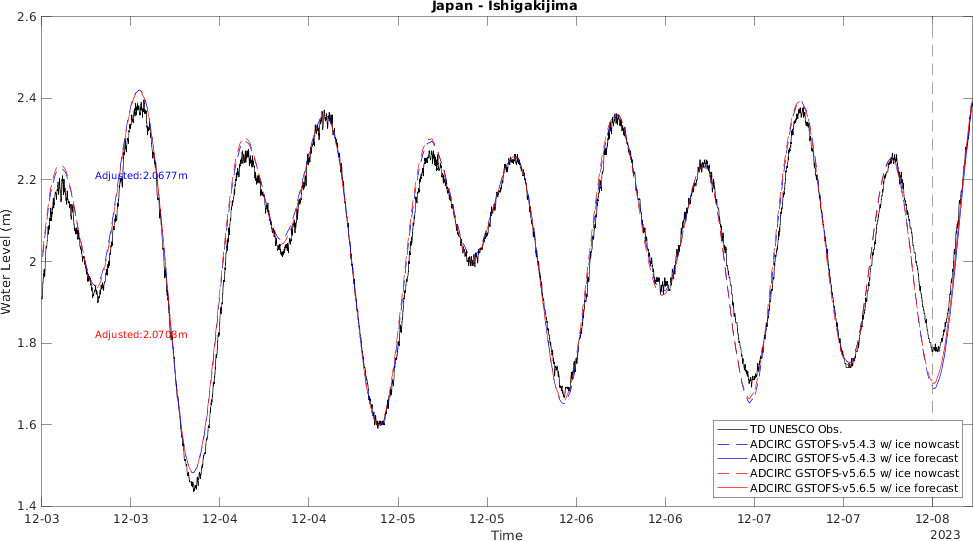 Japan - Ishigakijima
2.6
2.4
2.2
2
1.8
1.6
1.4
Water Level (m)
Adjusted:2.0677m
Adjusted:2.0708m
TD UNESCO Obs.
ADCIRC GSTOFS-v5.4.3 w/ ice nowcast
ADCIRC GSTOFS-v5.4.3 w/ ice forecast
ADCIRC GSTOFS-v5.6.5 w/ ice nowcast
ADCIRC GSTOFS-v5.6.5 w/ ice forecast
12-03 12-03 12-04 12-04 12-05 12-05 12-06 12-06 12-07 12-07 12-08
Time 2023